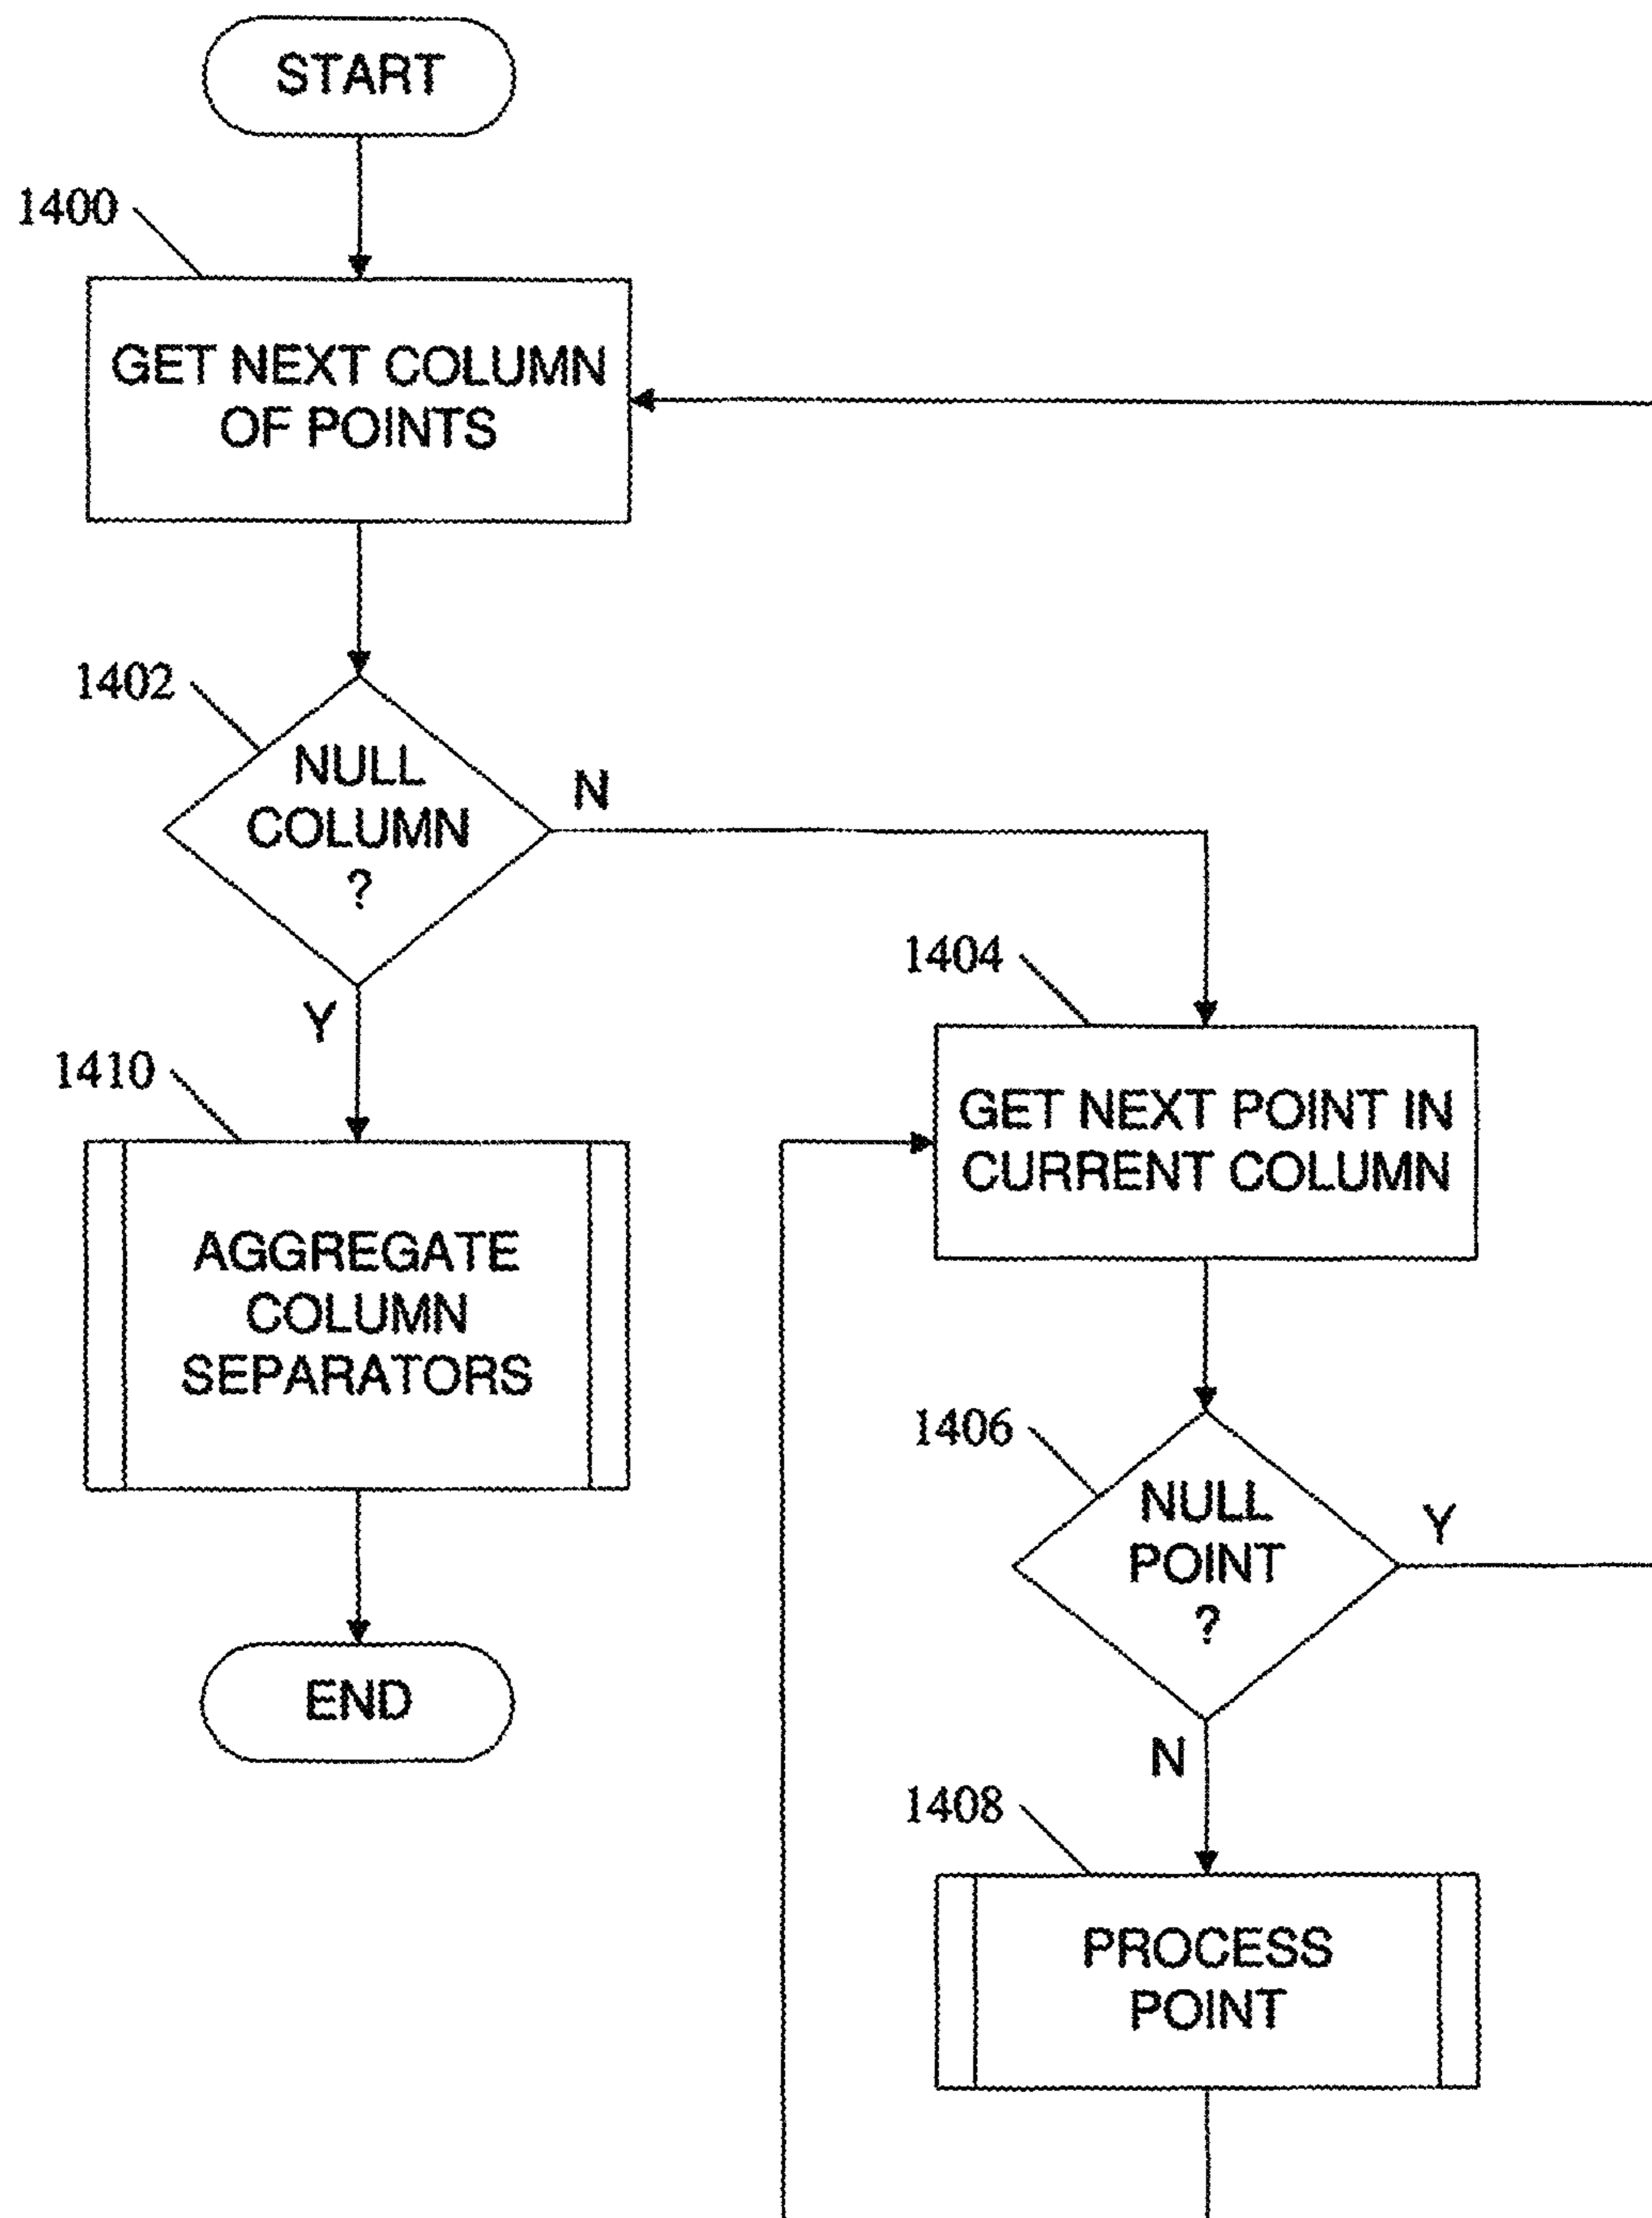 START
1400
GET NEXT COLUMN
OF POINTS
1402
NULL
COLUMN
?
N
Y
1410
AGGREGATE
COLUMN
SEPARATORS
END
1404
GET NEXT POINT IN
CURRENT COLUMN
1406
NULL
POINT
?
Y
N
1408
PROCESS
POINT